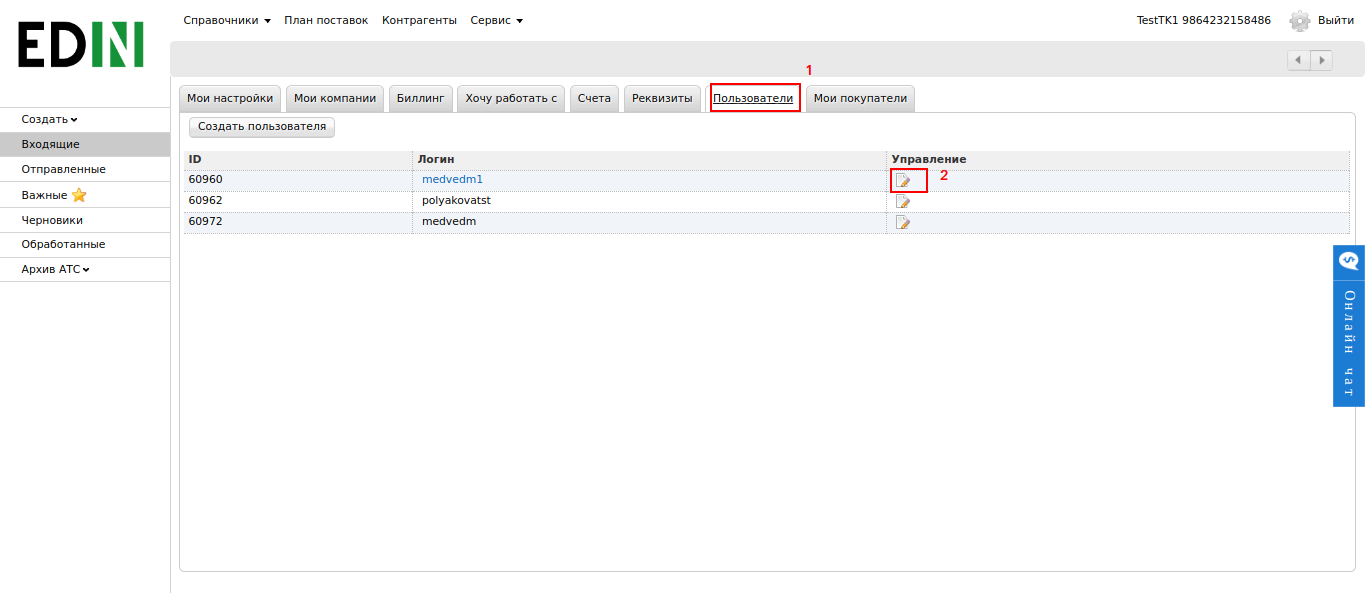 EDIN
Справочники План поставок Контрагенты Сервис
TestTK1 9864232158486 Выйти
1
Мои настройки Мои компании Биллинг Хочу работать с Счета Реквизиты Пользователи Мои покупатели
Создать пользователя
ID Логин Управление
60960 medvedm1 2
60962 polyakovatst
60972 medvedm
Создать
Входящие
Отправленные
Важные
Черновики
Обработанные
Архив АТС
Онлайн чат